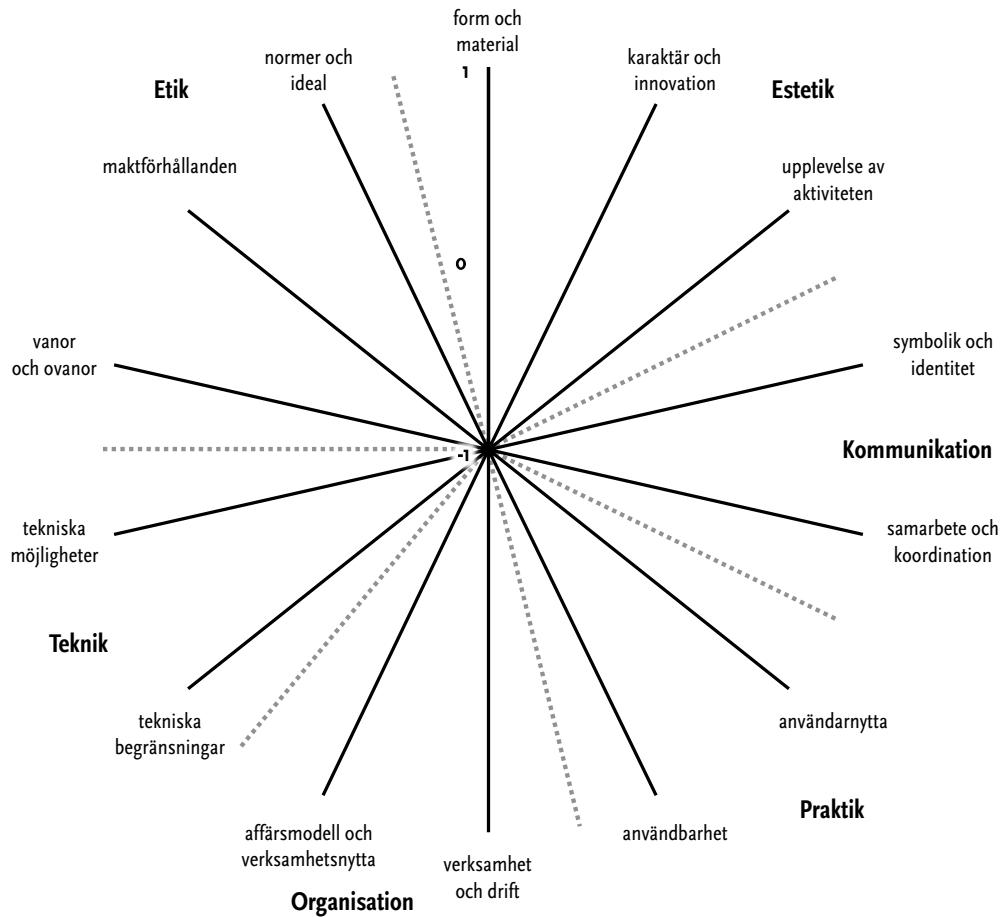 form och
material
1
normer och
ideal
karaktär och
innovation
Etik
Estetik
maktförhållanden
upplevelse av
aktiviteten
0
vanor
och ovanor
symbolik och
identitet
-1
Kommunikation
tekniska
möjligheter
samarbete och
koordination
Teknik
tekniska
begränsningar
användarnytta
Praktik
affärsmodell och
verksamhetsnytta
användbarhet
verksamhet
och drift
Organisation